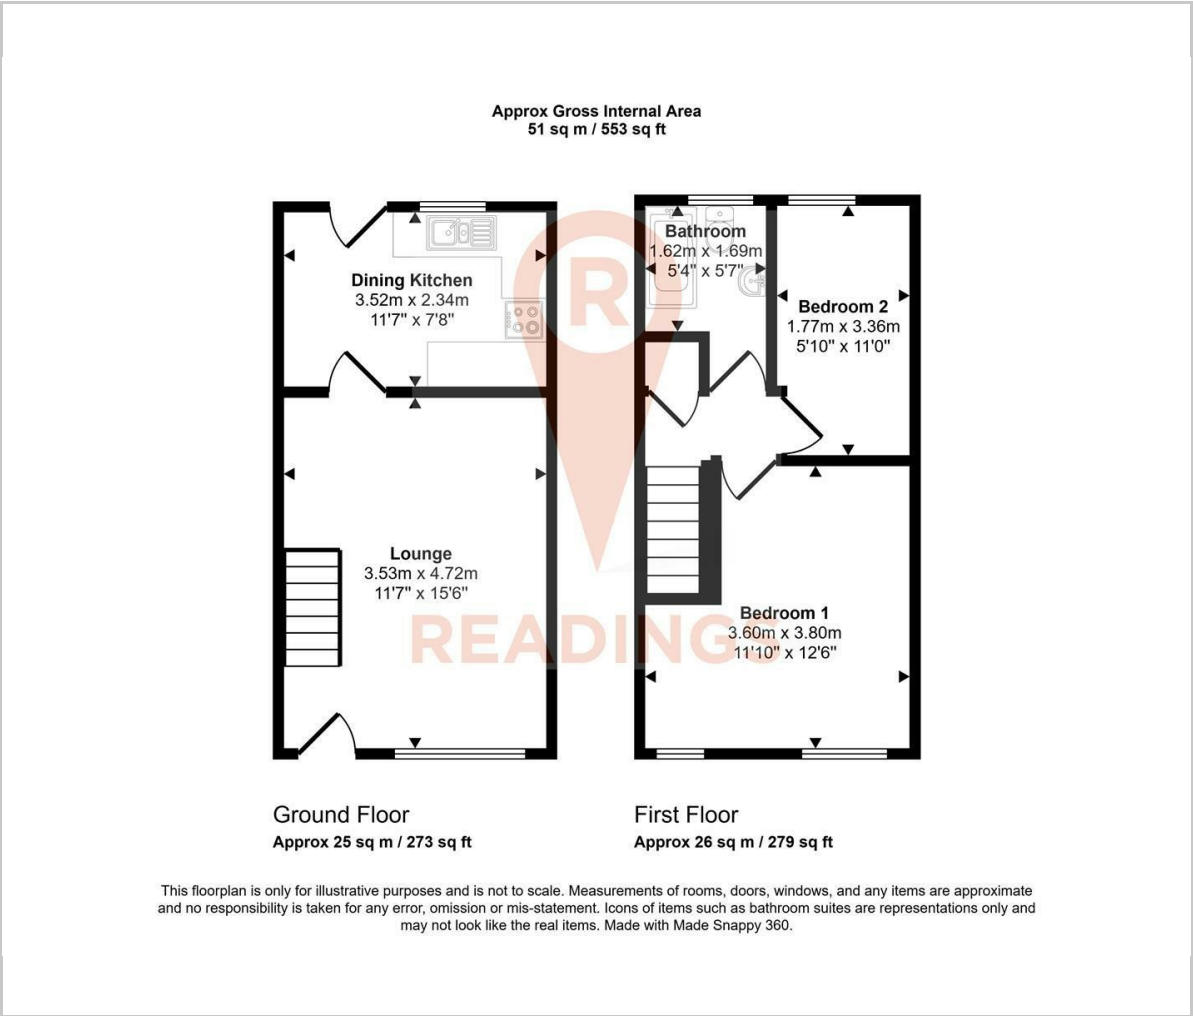 Approx Gross Internal Area
51 sq m / 553 sq ft
Dining Kitchen
3.52m x 2.34m
11'7" x 7'8"
Lounge
3.53m x 4.72m
11'7" x 15'6"
Bathroom
1.62m x 1.69m
5'4" x 5'7"
Bedroom 2
1.77m x 3.36m
5'10" x 11'0"
Bedroom 1
3.60m x 3.80m
11'10" x 12'6"
R
READINGS
Ground Floor
Approx 25 sq m / 273 sq ft
First Floor
Approx 26 sq m / 279 sq ft
This floorplan is only for illustrative purposes and is not to scale. Measurements of rooms, doors, windows, and any items are approximate
and no responsibility is taken for any error, omission or mis-statement. Icons of items such as bathroom suites are representations only and
may not look like the real items. Made with Made Snappy 360.